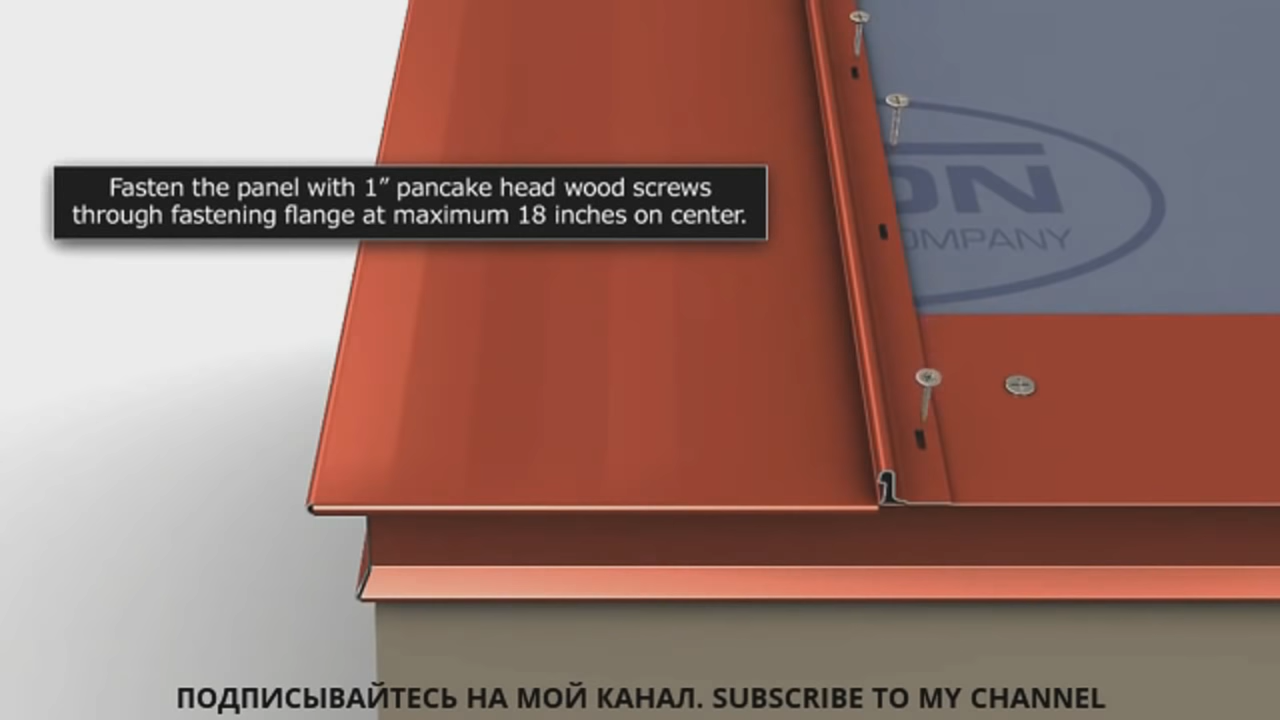 Fasten the panel with 1” pancake head wood screws
through fastening flange at maximum 18 inches on center.
ПОДПИСЫВАЙТЕСЬ НА МОЙ КАНАЛ. SUBSCRIBE TO MY CHANNEL